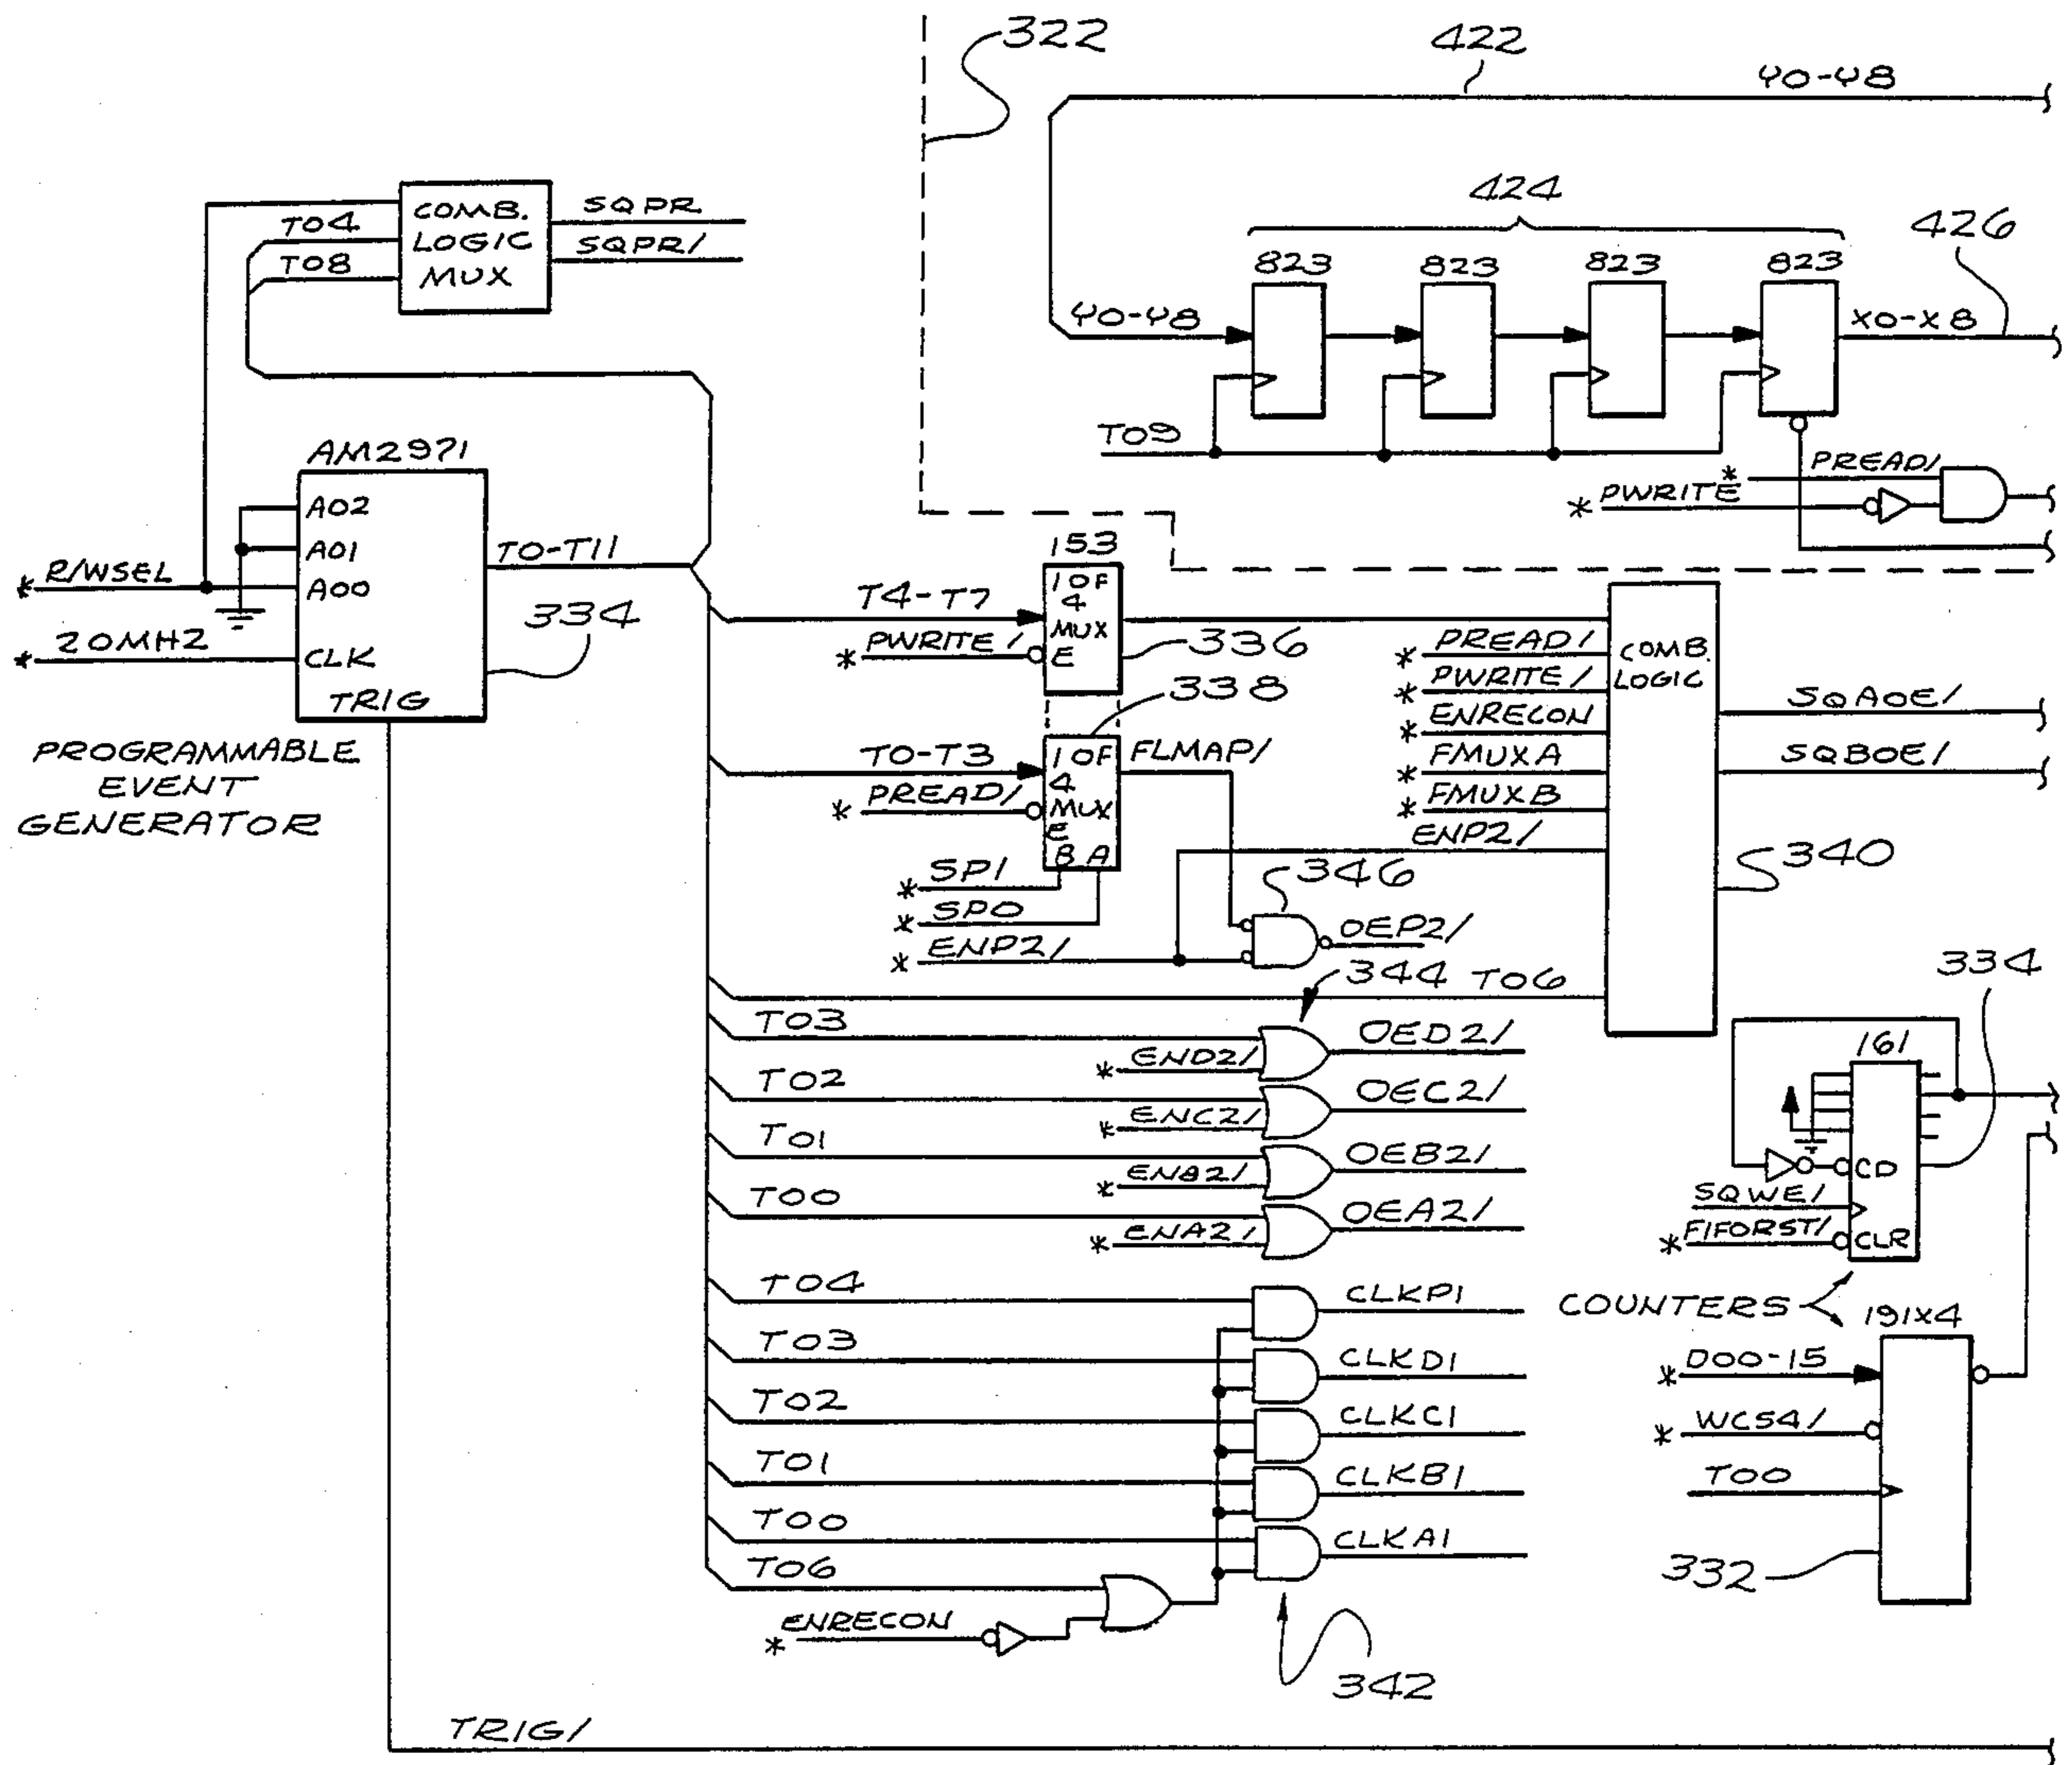 322
422
Y0-Y8
424
426
COMB.
LOGIC
MUX
T04
T08
SQPR
SQPR/
823
823
823
823
Y0-Y8
X0-X8
T09
PREAD/
*
* PWRITE
AM2971
A02
A01
A00
CLK
TRIG
T0-T11
* R/WSEL
* 20MHZ
334
PROGRAMMABLE
EVENT
GENERATOR
153
1 OF
4
MUX
E
T4-T7
* PWRITE/
336
338
T0-T3
* PREAD/
1 OF
4
MUX
E
B A
FLMAP/
* SP1
* SP0
* ENP2/
346
OEP2/
COMB.
LOGIC
* PREAD/
* PWRITE/
* ENRECON
* FMUXA
* FMUXB
ENP2/
SQAOE/
SQBOE/
340
344
T06
T03
* END2/
OED2/
T02
* ENC2/
OEC2/
T01
* ENB2/
OEB2/
T00
* ENA2/
OEA2/
334
161
CD
SQWE/
* FIFORST/
CLR
COUNTERS
191X4
* D00-15
* WCS4/
T00
332
T04
CLKP1
T03
CLKD1
T02
CLKC1
T01
CLKB1
T00
CLKA1
T06
* ENRECON
342
TRIG/